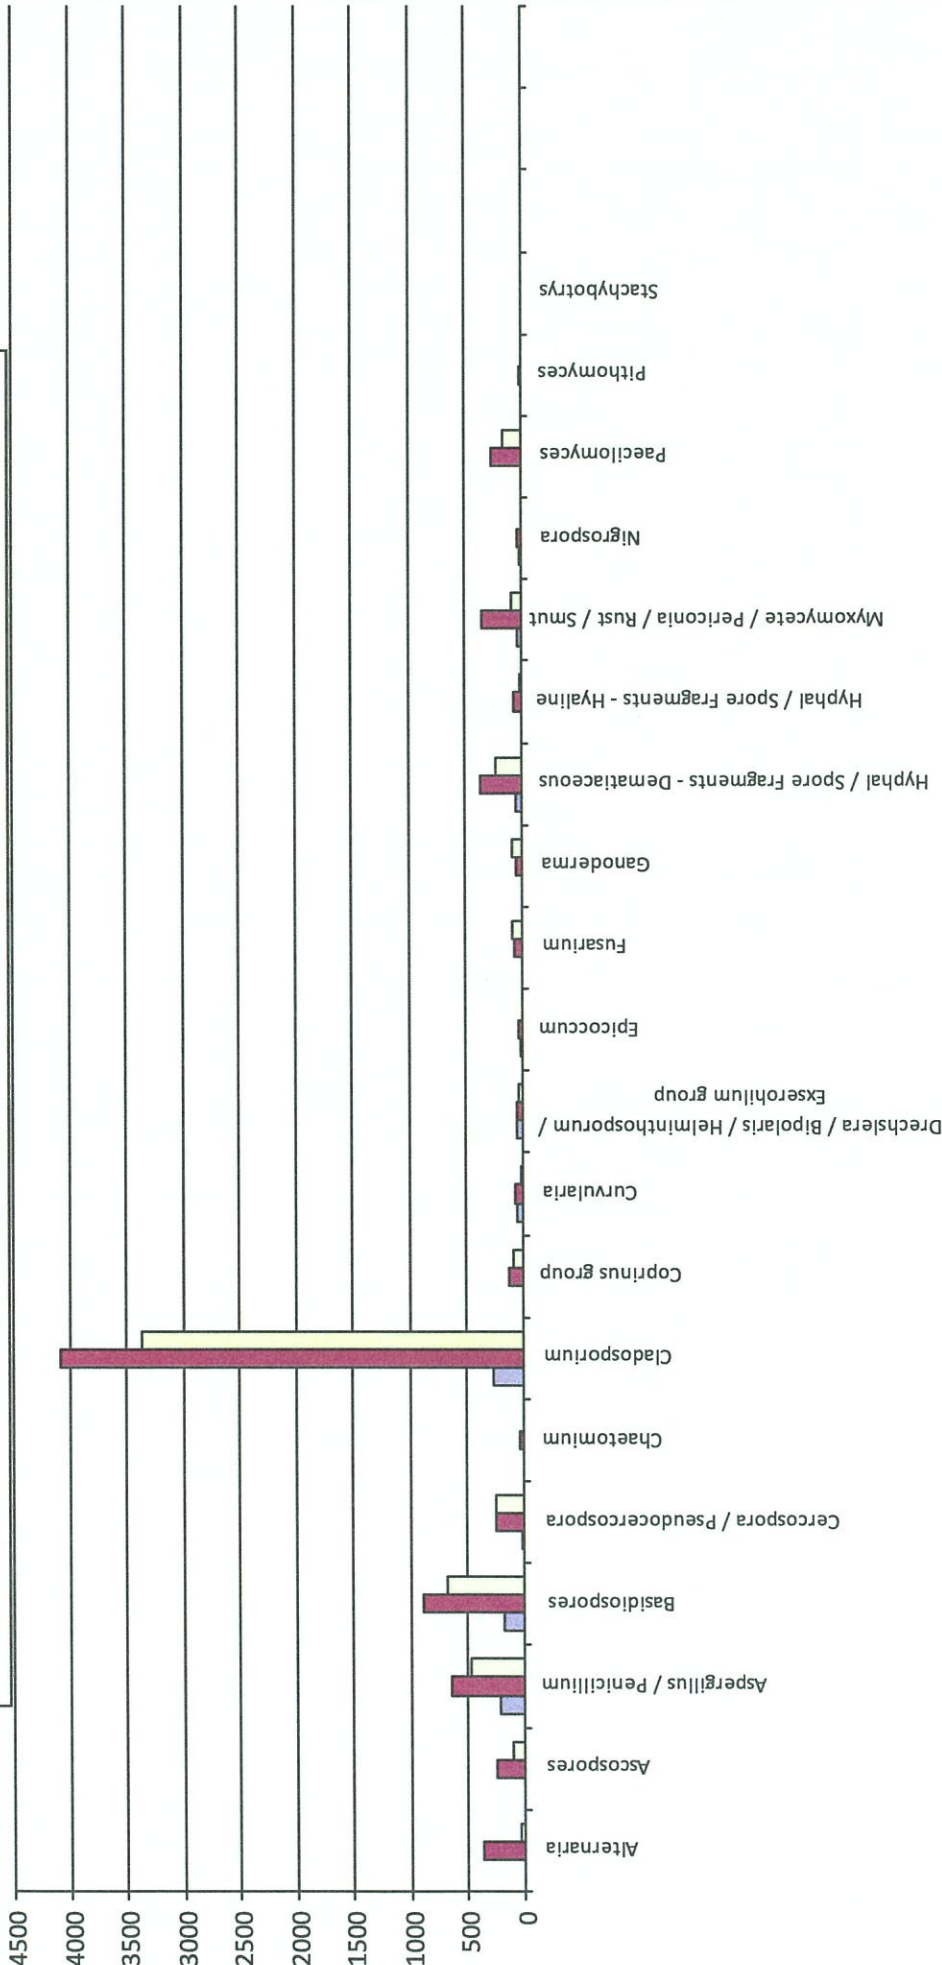 4500
4000
3500
3000
2500
2000
1500
1000
500
0
Alternaria
Ascospores
Aspergillus / Penicillium
Basidiospores
Cercospora / Pseudocercospora
Chaetomium
Cladosporium
Coprinus group
Curvularia
Drechslera / Bipolaris / Helminthosporum /
Exserohilum group
Epicoccum
Fusarium
Ganoderma
Hyphal / Spore Fragments - Dematiaceous
Hyphal / Spore Fragments - Hyaline
Myxomycete / Periconia / Rust / Smut
Nigrospora
Paecilomyces
Pithomyces
Stachybotrys